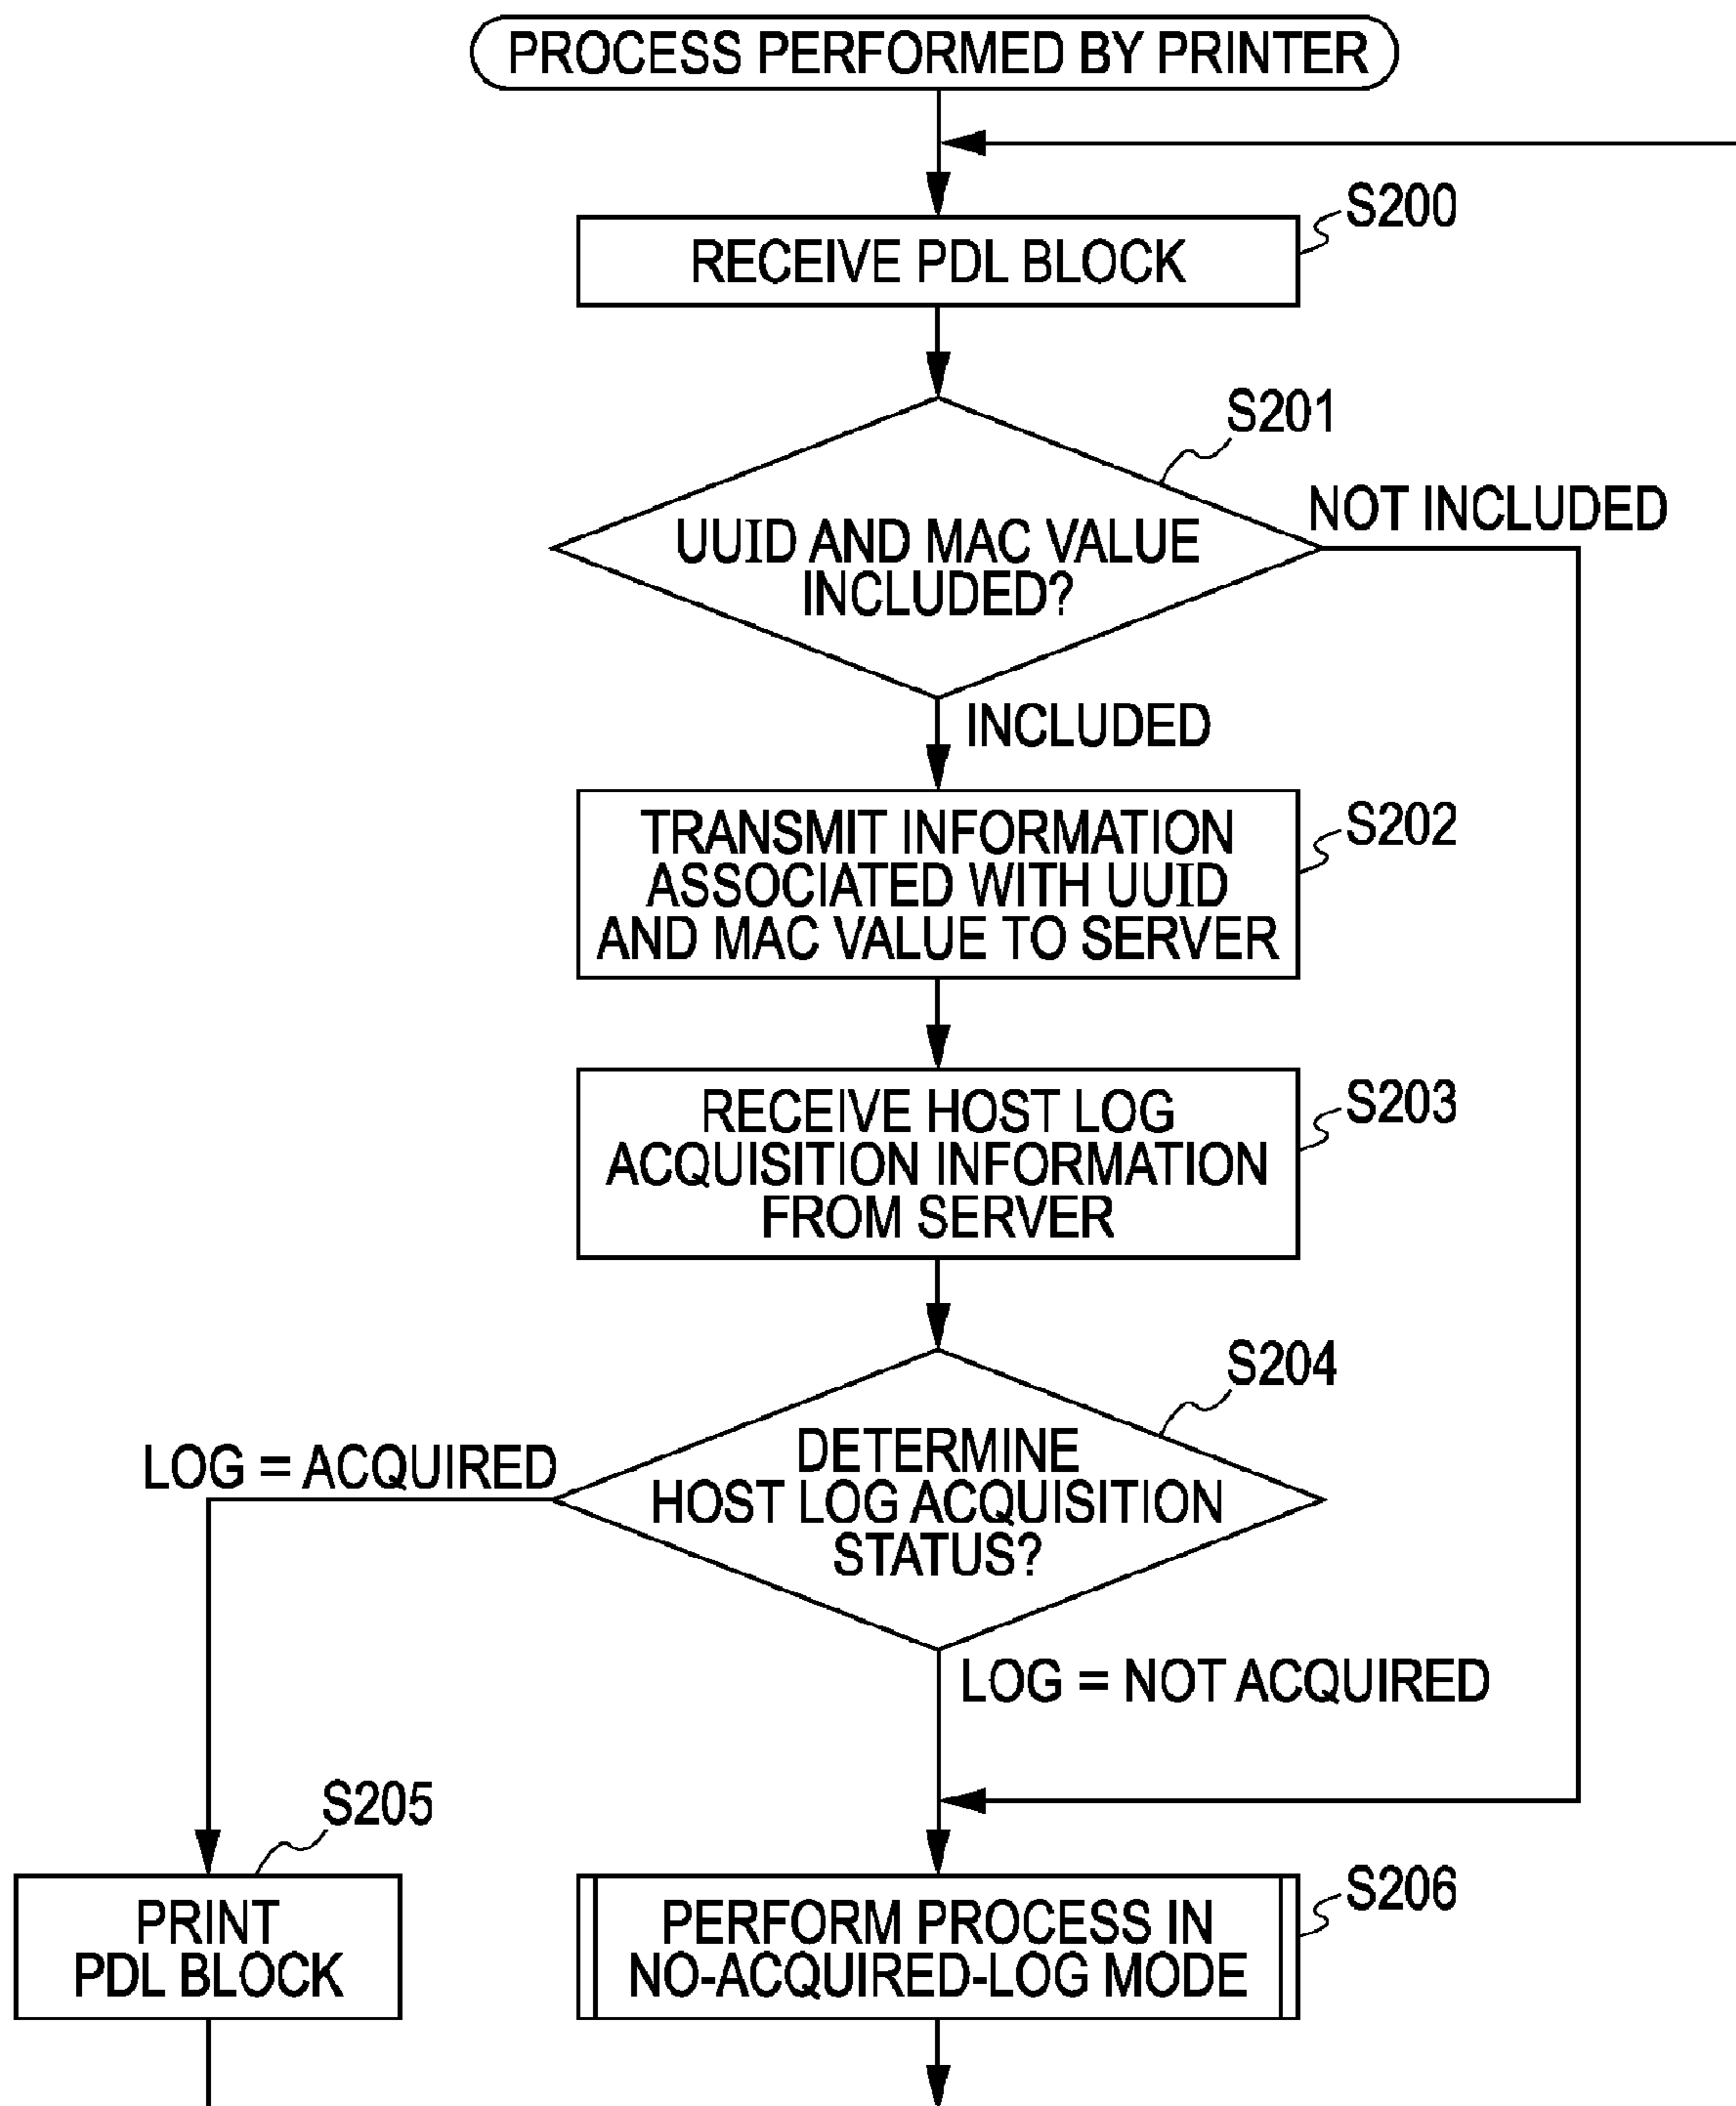 PROCESS PERFORMED BY PRINTER
S200
RECEIVE PDL BLOCK
S201
NOT INCLUDED
UUID AND MAC VALUE
INCLUDED?
INCLUDED
S202
TRANSMIT INFORMATION
ASSOCIATED WITH UUID
AND MAC VALUE TO SERVER
S203
RECEIVE HOST LOG
ACQUISITION INFORMATION
FROM SERVER
S204
LOG = ACQUIRED
DETERMINE
HOST LOG ACQUISITION
STATUS?
LOG = NOT ACQUIRED
S205
PRINT
PDL BLOCK
S206
PERFORM PROCESS IN
NO-ACQUIRED-LOG MODE